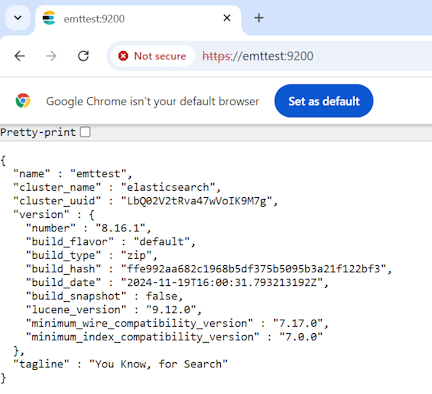 emttest:9200
Not secure
https://emttest:9200
Google Chrome isn't your default browser
Set as default
Pretty-print
{
"name" : "emttest",
"cluster_name" : "elasticsearch",
"cluster_uuid" : "LbQ02V2tRva47wVoIK9M7g",
"version" : {
"number" : "8.16.1",
"build_flavor" : "default",
"build_type" : "zip",
"build_hash" : "ffe992aa682c1968b5df375b5095b3a21f122bf3",
"build_date" : "2024-11-19T16:00:31.793213192Z",
"build_snapshot" : false,
"lucene_version" : "9.12.0",
"minimum_wire_compatibility_version" : "7.17.0",
"minimum_index_compatibility_version" : "7.0.0"
},
"tagline" : "You Know, for Search"
}